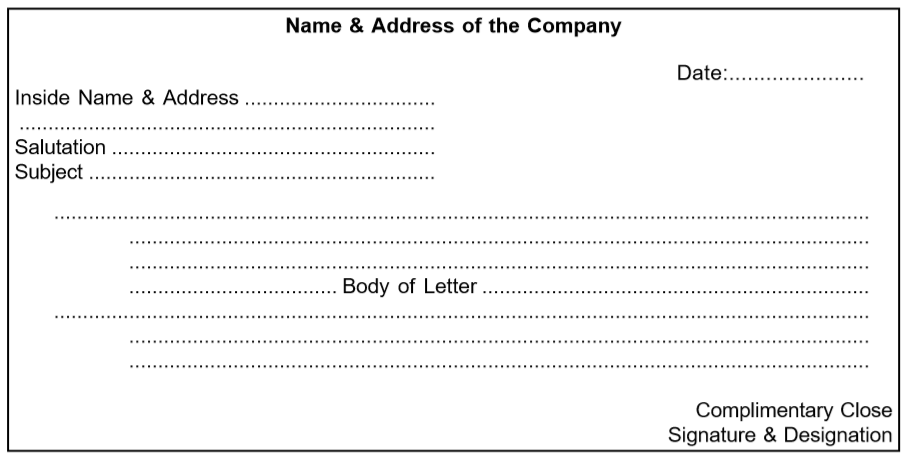 Name & Address of the Company
Date:......................
Inside Name & Address .................................
........................................................................
Salutation ........................................................
Subject ............................................................
.............................................................................................................................................
................................................................................................................................
................................................................................................................................
.................................... Body of Letter ...................................................................
.............................................................................................................................................
................................................................................................................................
................................................................................................................................
Complimentary Close
Signature & Designation